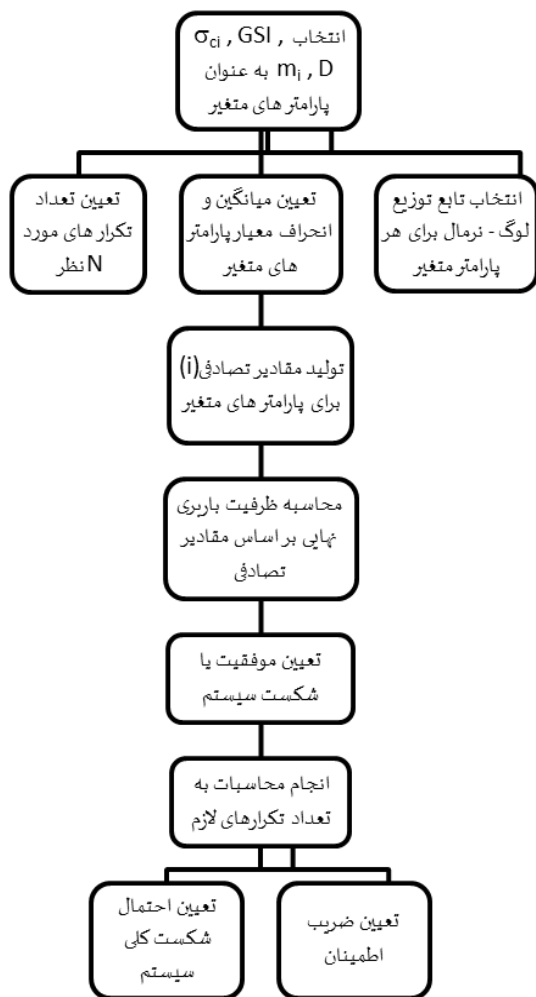 انتخاب σci , GSI ,
mi , D به عنوان
پارامتر های متغیر
انتخاب تابع توزیع
لوگ - نرمال برای هر
پارامتر متغیر
تعیین میانگین و
انحراف معیار پارامتر
های متغیر
تعیین تعداد
تکرار های مورد
نظر N
تولید مقادیر تصادفی (i)
برای پارامتر های متغیر
محاسبه ظرفیت باربری
نهایی بر اساس مقادیر
تصادفی
تعیین موفقیت یا
شکست سیستم
انجام محاسبات به
تعداد تکرارهای لازم
تعیین ضریب
اطمینان
تعیین احتمال
شکست کلی
سیستم